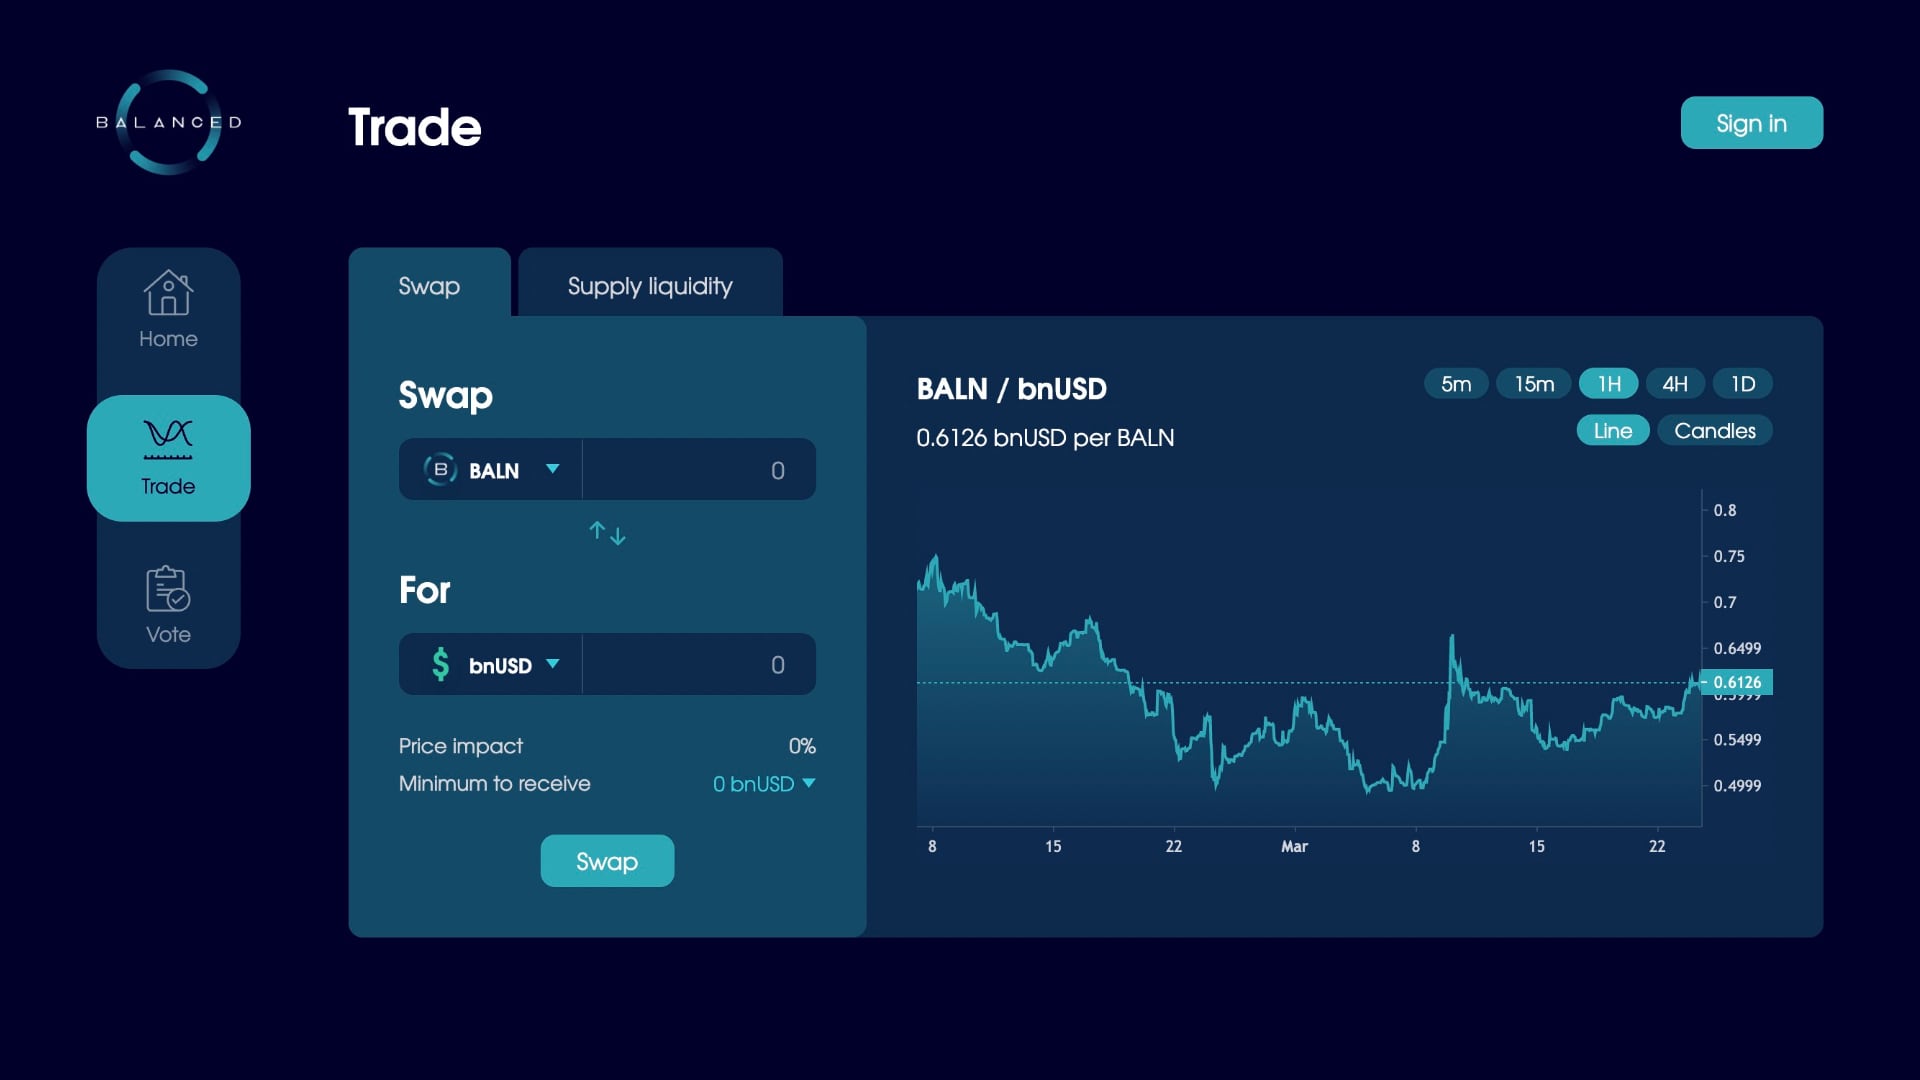 BALANCED
Trade
Sign in
Home
Trade
Vote
Swap
Supply liquidity
Swap
B BALN 0
For
$ bnUSD 0
Price impact 0%
Minimum to receive 0 bnUSD
Swap
BALN / bnUSD
0.6126 bnUSD per BALN
5m 15m 1H 4H 1D
Line Candles
0.8
0.75
0.7
0.6499
0.6126
0.5999
0.5499
0.4999
8 15 22 Mar 8 15 22